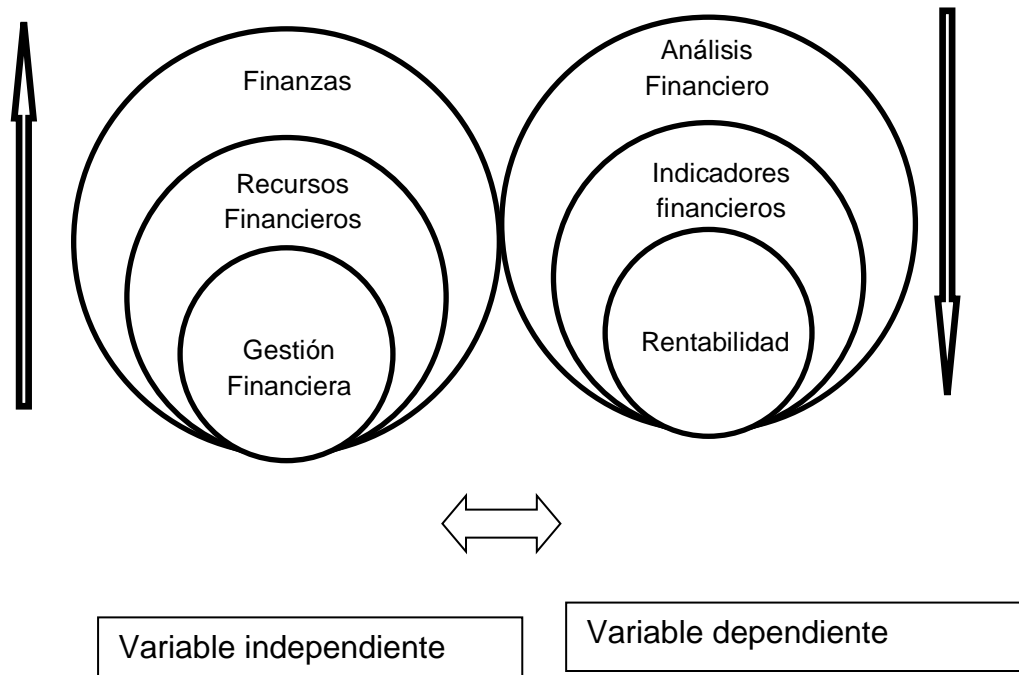 Finanzas
Recursos
Financieros
Gestión
Financiera
Análisis
Financiero
Indicadores
financieros
Rentabilidad
Variable independiente
Variable dependiente